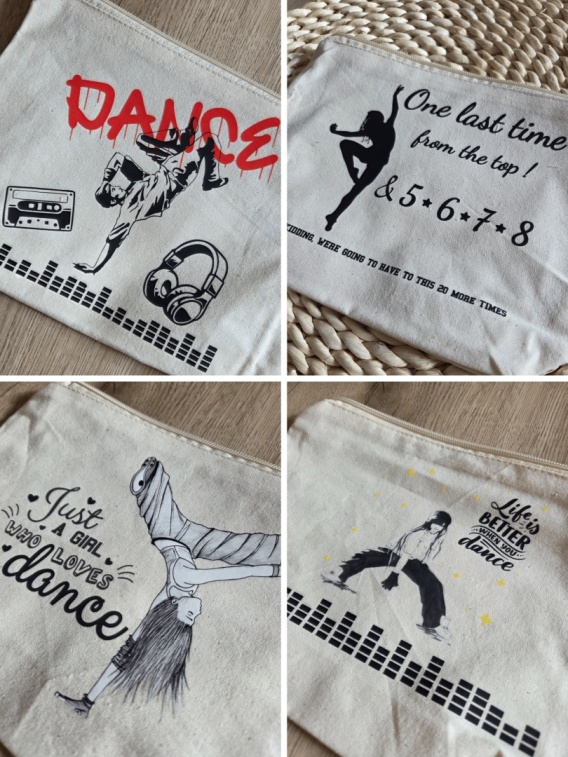 DANCE
One last time
from the top!
& 5★6★7★8
KIDDING, WERE GOING TO HAVE TO THIS 20 MORE TIMES
Just
A GIRL
WHO LOVES
dance
Life is
BETTER
WHEN YOU
dance